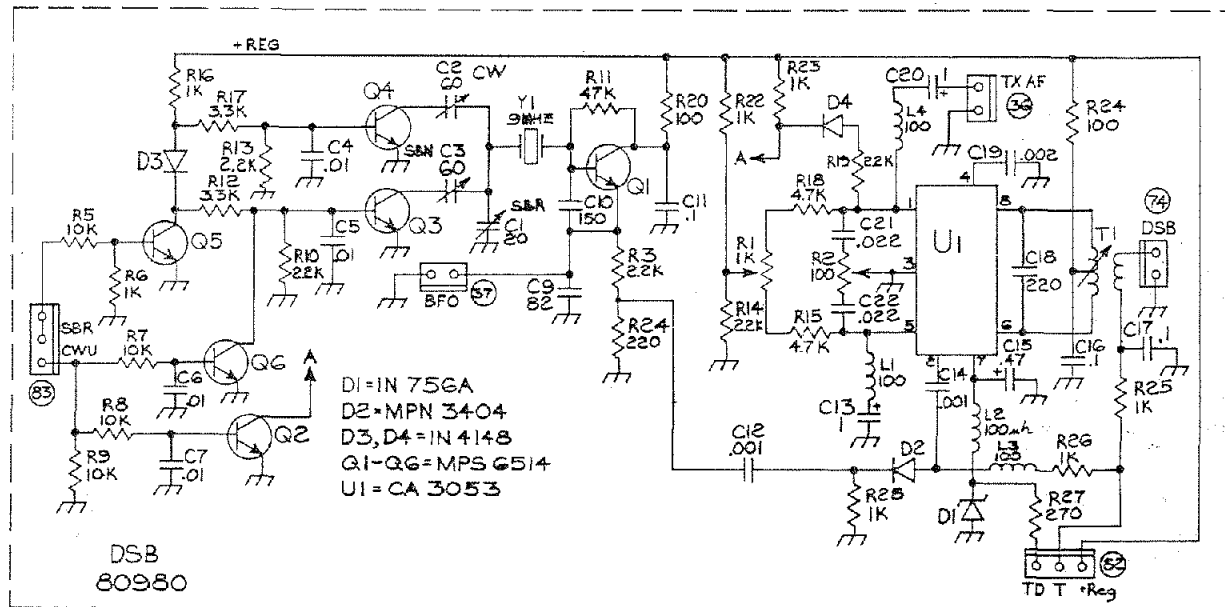 +REG
R16
1K
R17
3.3K
Q4
C2
60
CW
R11
47K
Y1
9MHZ
R20
100
R22
1K
R23
1K
D4
C20
1
+
TX AF
36
L4
100
R24
100
D3
R13
2.2K
C4
.01
SBN
C3
60
Q1
A
R19
22K
C19
.002
4
R12
3.3K
R18
4.7K
C10
150
C11
.1
C21
.022
1
8
74
DSB
R5
10K
Q5
Q3
SBR
C1
20
U1
T1
R6
1K
R10
22K
C5
.01
R3
2.2K
R1
1K
R2
100
3
C18
220
BFO
37
C9
82
C22
.022
SBR
CWU
R7
10K
R14
22K
R15
4.7K
5
6
C17
.1
83
Q6
R24
220
C15
.47
+
C16
.1
C6
.01
A
2
7
L1
100
C14
.001
R25
1K
R8
10K
Q2
C13
1
+
L2
100µh
R9
10K
C7
.01
C12
.001
D2
L3
100
R26
1K
D1=1N 756A
D2=MPN 3404
D3,D4=1N 4148
Q1-Q6=MPS 6514
U1=CA 3053
R28
1K
D1
R27
270
DSB
80980
52
TD T +Reg